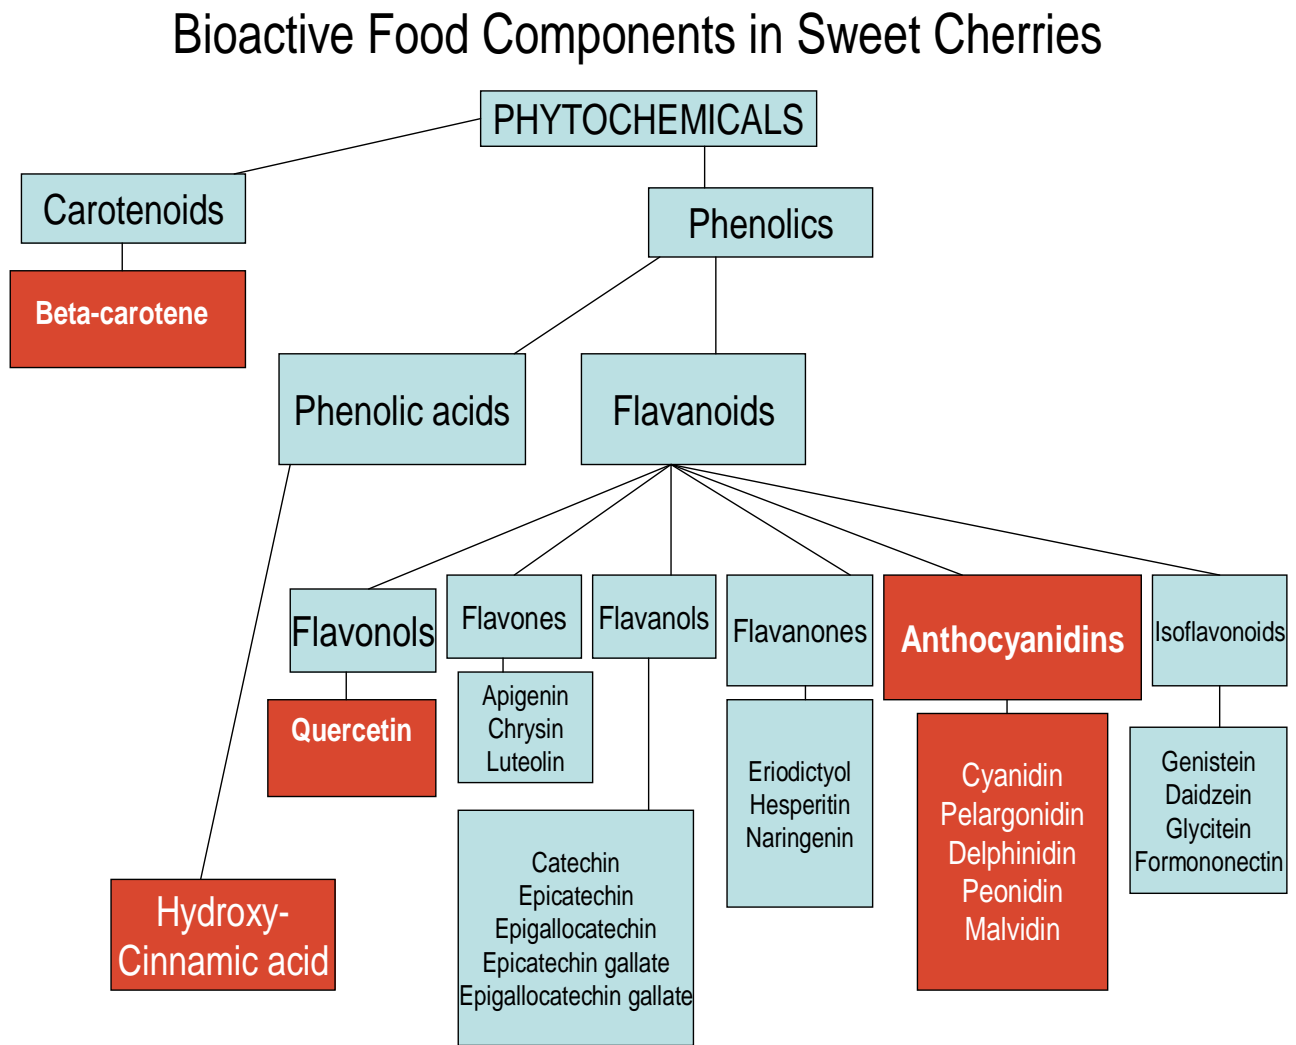 Bioactive Food Components in Sweet Cherries
PHYTOCHEMICALS
Carotenoids
Phenolics
Beta-carotene
Phenolic acids
Flavanoids
Flavonols
Flavones
Flavanols
Flavanones
Anthocyanidins
Isoflavonoids
Quercetin
Apigenin
Chrysin
Luteolin
Eriodictyol
Hesperitin
Naringenin
Cyanidin
Pelargonidin
Delphinidin
Peonidin
Malvidin
Genistein
Daidzein
Glycitein
Formononectin
Hydroxy-
Cinnamic acid
Catechin
Epicatechin
Epigallocatechin
Epicatechin gallate
Epigallocatechin gallate